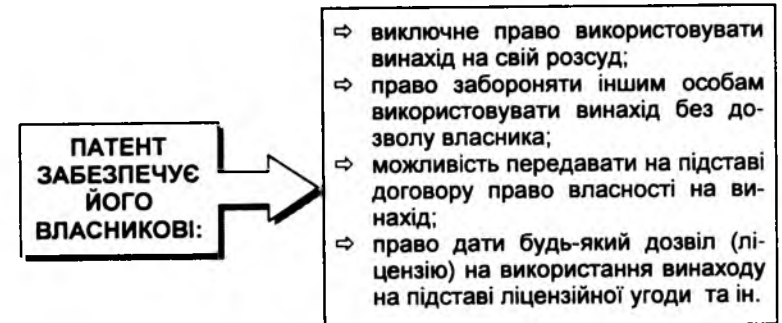 ПАТЕНТ
ЗАБЕЗПЕЧУЄ
ЙОГО
ВЛАСНИКОВІ:
⇨ виключне право використовувати
винахід на свій розсуд;
⇨ право забороняти іншим особам
використовувати винахід без до-
зволу власника;
⇨ можливість передавати на підставі
договору право власності на ви-
нахід;
⇨ право дати будь-який дозвіл (лі-
цензію) на використання винаходу
на підставі ліцензійної угоди та ін.